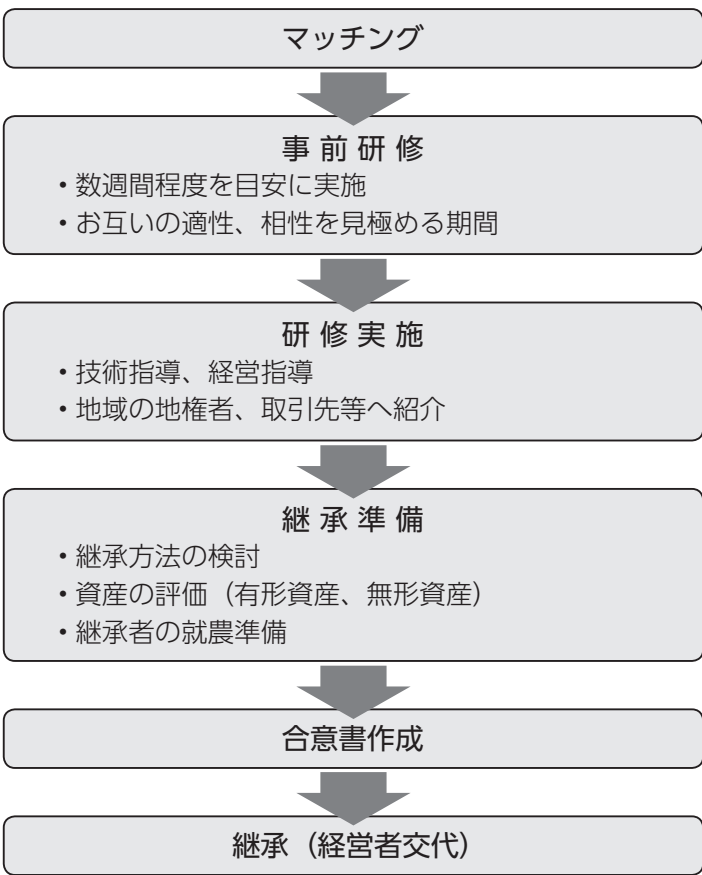 マッチング
事前研修
・数週間程度を目安に実施
・お互いの適性、相性を見極める期間
研修実施
・技術指導、経営指導
・地域の地権者、取引先等へ紹介
継承準備
・継承方法の検討
・資産の評価（有形資産、無形資産）
・継承者の就農準備
合意書作成
継承（経営者交代）